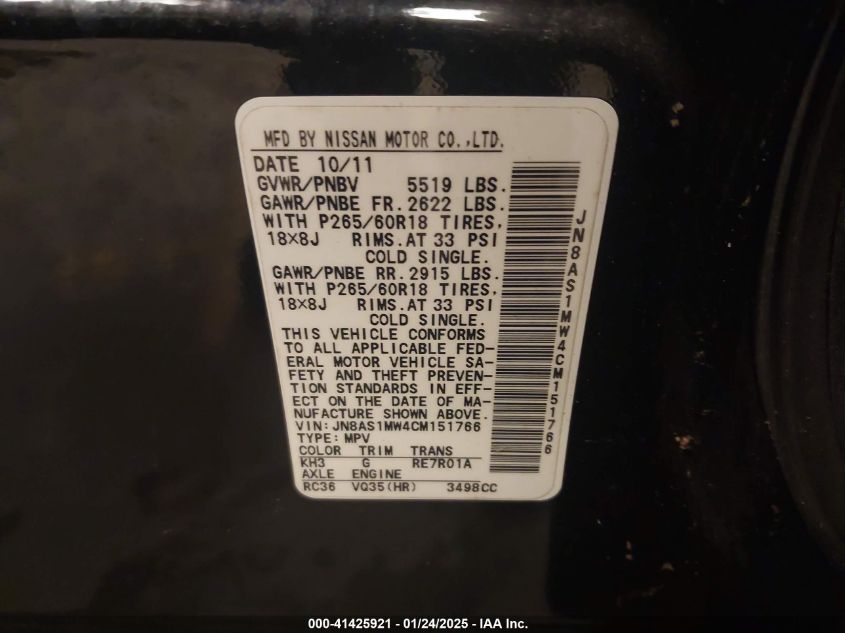 MFD BY NISSAN MOTOR CO.,LTD.
DATE 10/11
GVWR/PNBV 5519 LBS.
GAWR/PNBE FR.2622 LBS.
WITH P265/60R18 TIRES,
18×8J RIMS.AT 33 PSI
COLD SINGLE.
GAWR/PNBE RR.2915 LBS.
WITH P265/60R18 TIRES,
18×8J RIMS.AT 33 PSI
COLD SINGLE.
THIS VEHICLE CONFORMS
TO ALL APPLICABLE FED-
ERAL MOTOR VEHICLE SA-
FETY AND THEFT PREVEN-
TION STANDARDS IN EFF-
ECT ON THE DATE OF MA-
NUFACTURE SHOWN ABOVE.
VIN:JN8AS1MW4CM151766
TYPE:MPV
COLOR TRIM TRANS
KH3 G RE7R01A
AXLE ENGINE
RC36 VQ35(HR) 3498CC
JN8AS1MW4CM151766
000-41425921 - 01/24/2025 - IAA Inc.